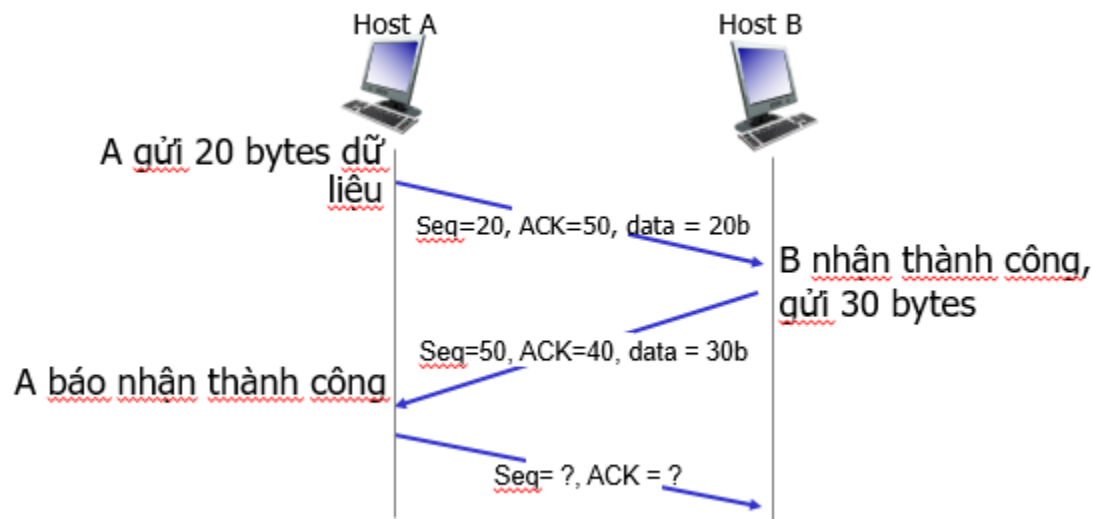 Host A
Host B
A gửi 20 bytes dữ
liệu
Seq=20, ACK=50, data = 20b
B nhận thành công,
gửi 30 bytes
Seq=50, ACK=40, data = 30b
A báo nhận thành công
Seq= ?, ACK = ?